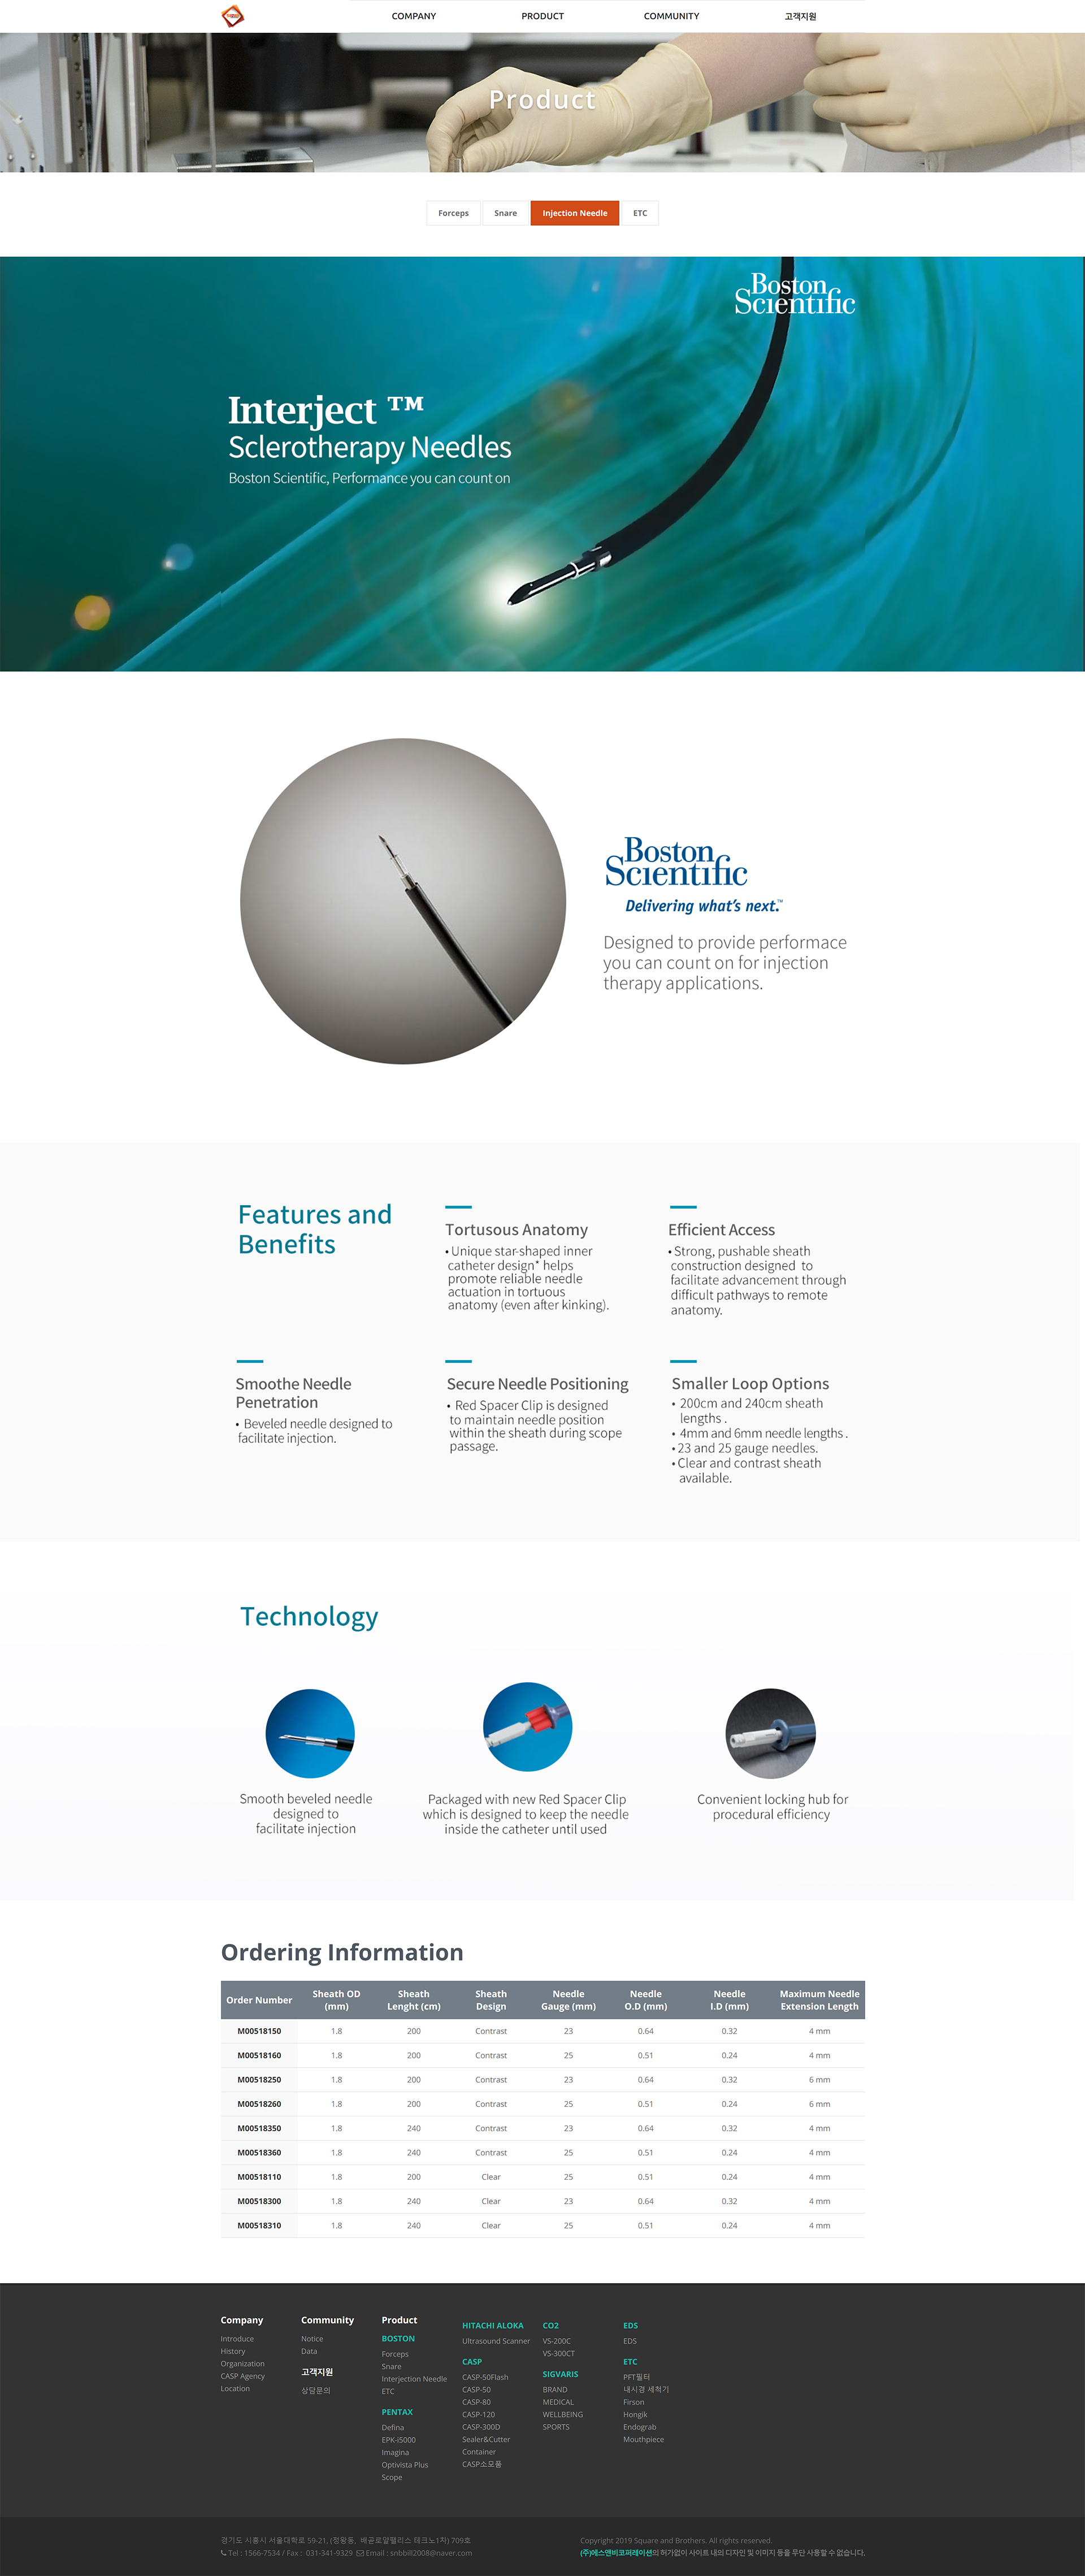 COMPANY PRODUCT COMMUNITY 고객지원
Product
Forceps Snare Injection Needle ETC
Boston
Scientific
Interject ™
Sclerotherapy Needles
Boston Scientific, Performance you can count on
Boston
Scientific
Delivering what's next.™
Designed to provide performace
you can count on for injection
therapy applications.
Features and
Benefits
Tortusous Anatomy
• Unique star-shaped inner
catheter design* helps
promote reliable needle
actuation in tortuous
anatomy (even after kinking).
Efficient Access
• Strong, pushable sheath
construction designed to
facilitate advancement through
difficult pathways to remote
anatomy.
Smoothe Needle
Penetration
• Beveled needle designed to
facilitate injection.
Secure Needle Positioning
• Red Spacer Clip is designed
to maintain needle position
within the sheath during scope
passage.
Smaller Loop Options
• 200cm and 240cm sheath
lengths .
• 4mm and 6mm needle lengths .
• 23 and 25 gauge needles.
• Clear and contrast sheath
available.
Technology
Smooth beveled needle
designed to
facilitate injection
Packaged with new Red Spacer Clip
which is designed to keep the needle
inside the catheter until used
Convenient locking hub for
procedural efficiency
Ordering Information
Order Number Sheath OD (mm) Sheath Lenght (cm) Sheath Design Needle Gauge (mm) Needle O.D (mm) Needle I.D (mm) Maximum Needle Extension Length
M00518150 1.8 200 Contrast 23 0.64 0.32 4 mm
M00518160 1.8 200 Contrast 25 0.51 0.24 4 mm
M00518250 1.8 200 Contrast 23 0.64 0.32 6 mm
M00518260 1.8 200 Contrast 25 0.51 0.24 6 mm
M00518350 1.8 240 Contrast 23 0.64 0.32 4 mm
M00518360 1.8 240 Contrast 25 0.51 0.24 4 mm
M00518110 1.8 200 Clear 25 0.51 0.24 4 mm
M00518300 1.8 240 Clear 23 0.64 0.32 4 mm
M00518310 1.8 240 Clear 25 0.51 0.24 4 mm
Company
Introduce
History
Organization
CASP Agency
Location
Community
Notice
Data
고객지원
상담문의
Product
BOSTON
Forceps
Snare
Interjection Needle
ETC
PENTAX
Defina
EPK-i5000
Imagina
Optivista Plus
Scope
HITACHI ALOKA
Ultrasound Scanner
CASP
CASP-50Flash
CASP-50
CASP-80
CASP-120
CASP-300D
Sealer&Cutter
Container
CASP소모품
CO2
VS-200C
VS-300CT
SIGVARIS
BRAND
MEDICAL
WELLBEING
SPORTS
EDS
EDS
ETC
PFT필터
내시경 세척기
Firson
Hongik
Endograb
Mouthpiece
경기도 시흥시 서울대학로 59-21, (정왕동, 배곧로얄팰리스 테크노1차) 709호
Tel : 1566-7534 / Fax : 031-341-9329 Email : snbbill2008@naver.com
Copyright 2019 Square and Brothers. All rights reserved.
(주)에스앤비코퍼레이션의 허가없이 사이트 내의 디자인 및 이미지 등을 무단 사용할 수 없습니다.